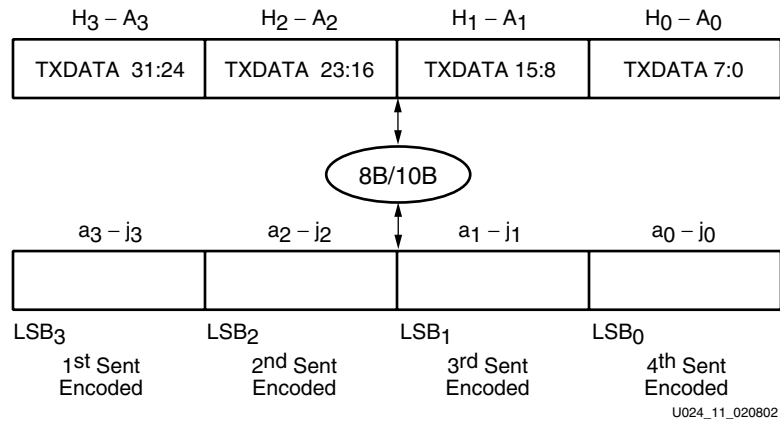 H3 – A3 H2 – A2 H1 – A1 H0 – A0
TXDATA 31:24 TXDATA 23:16 TXDATA 15:8 TXDATA 7:0
8B/10B
a3 – j3 a2 – j2 a1 – j1 a0 – j0
LSB3 LSB2 LSB1 LSB0
1st Sent 2nd Sent 3rd Sent 4th Sent
Encoded Encoded Encoded Encoded
U024_11_020802